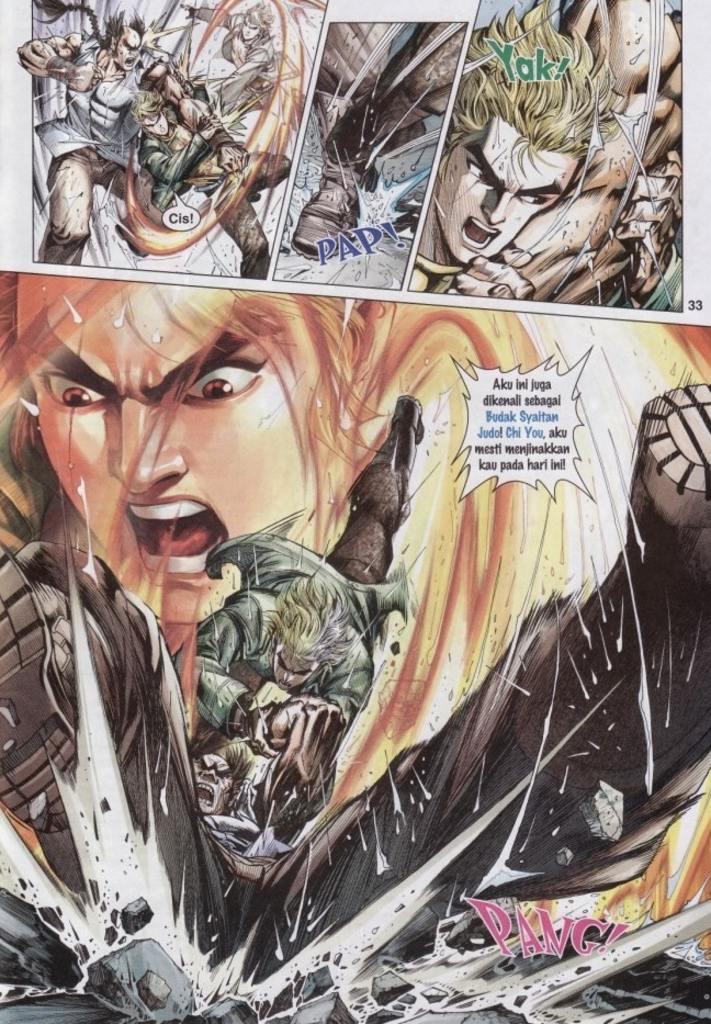 Cis!
PAP!
Yak!
33
Aku ini juga
dikenali sebagai
Budak Syaitan
Judo! Chi You, aku
mesti menjinakkan
kau pada hari ini!
PANG!